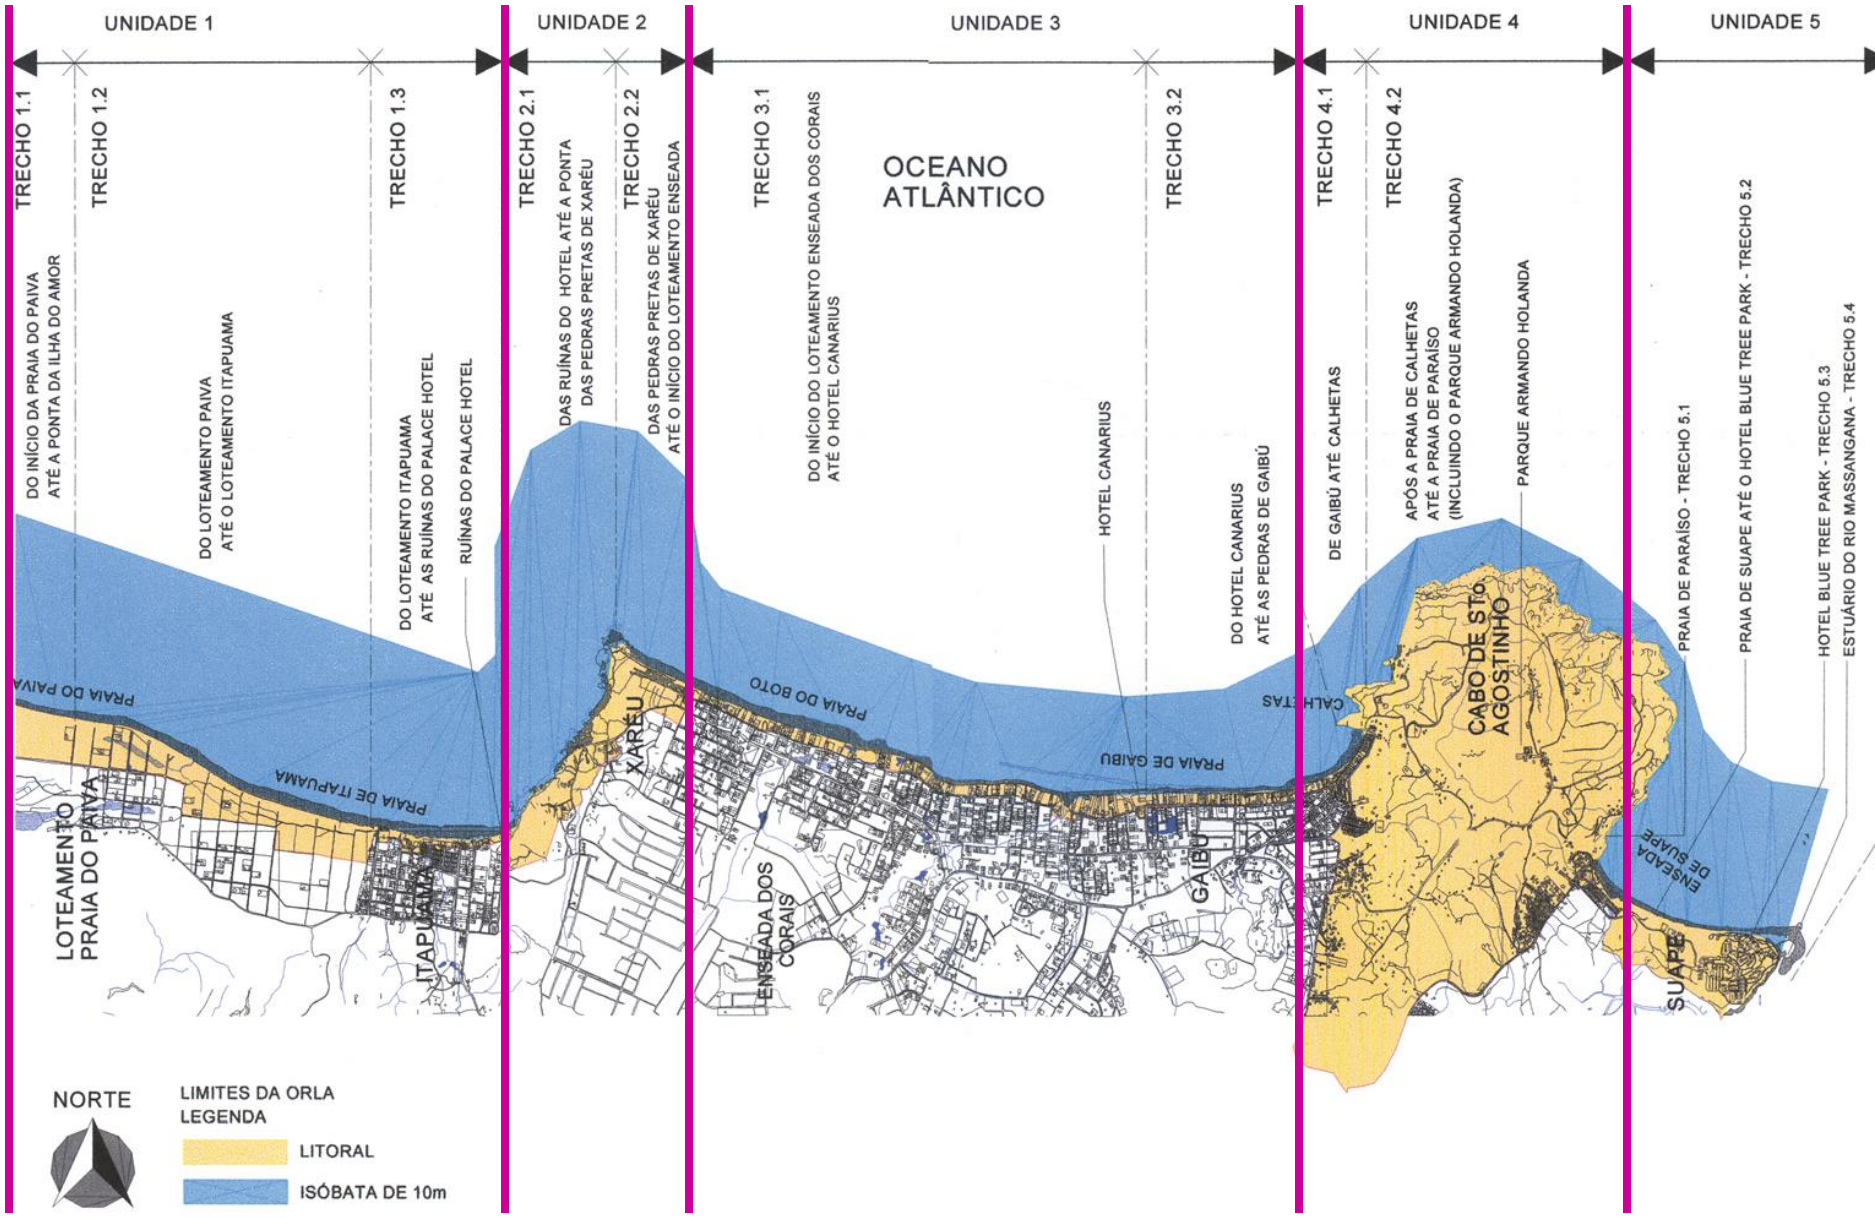 UNIDADE 1
UNIDADE 2
UNIDADE 3
UNIDADE 4
UNIDADE 5
TRECHO 1.1
TRECHO 1.2
TRECHO 1.3
TRECHO 2.1
TRECHO 2.2
TRECHO 3.1
TRECHO 3.2
TRECHO 4.1
TRECHO 4.2
OCEANO
ATLÂNTICO
DO INÍCIO DA PRAIA DO PAIVA
ATÉ A PONTA DA ILHA DO AMOR
DO LOTEAMENTO PAIVA
ATÉ O LOTEAMENTO ITAPUAMA
DO LOTEAMENTO ITAPUAMA
ATÉ AS RUÍNAS DO PALACE HOTEL
RUÍNAS DO PALACE HOTEL
DAS RUÍNAS DO HOTEL ATÉ A PONTA
DAS PEDRAS PRETAS DE XARÉU
DAS PEDRAS PRETAS DE XARÉU
ATÉ O INÍCIO DO LOTEAMENTO ENSEADA
DO INÍCIO DO LOTEAMENTO ENSEADA DOS CORAIS
ATÉ O HOTEL CANARIUS
HOTEL CANARIUS
DO HOTEL CANARIUS
ATÉ AS PEDRAS DE GAIBÚ
DE GAIBÚ ATÉ CALHETAS
APÓS A PRAIA DE CALHETAS
ATÉ A PRAIA DE PARAÍSO
(INCLUINDO O PARQUE ARMANDO HOLANDA)
PARQUE ARMANDO HOLANDA
PRAIA DE PARAÍSO - TRECHO 5.1
PRAIA DE SUAPE ATÉ O HOTEL BLUE TREE PARK - TRECHO 5.2
HOTEL BLUE TREE PARK - TRECHO 5.3
ESTUÁRIO DO RIO MASSANGANA - TRECHO 5.4
PRAIA DO PAIVA
PRAIA DE ITAPUAMA
PRAIA DO BOTO
PRAIA DE GAIBU
CALHETAS
ENSEADA
DE SUAPE
LOTEAMENTO
PRAIA DO PAIVA
ITAPUAMA
XARÉU
ENSEADA DOS
CORAIS
GAIBU
CABO DE STO.
AGOSTINHO
SUAPE
NORTE
LIMITES DA ORLA
LEGENDA
LITORAL
ISÓBATA DE 10m